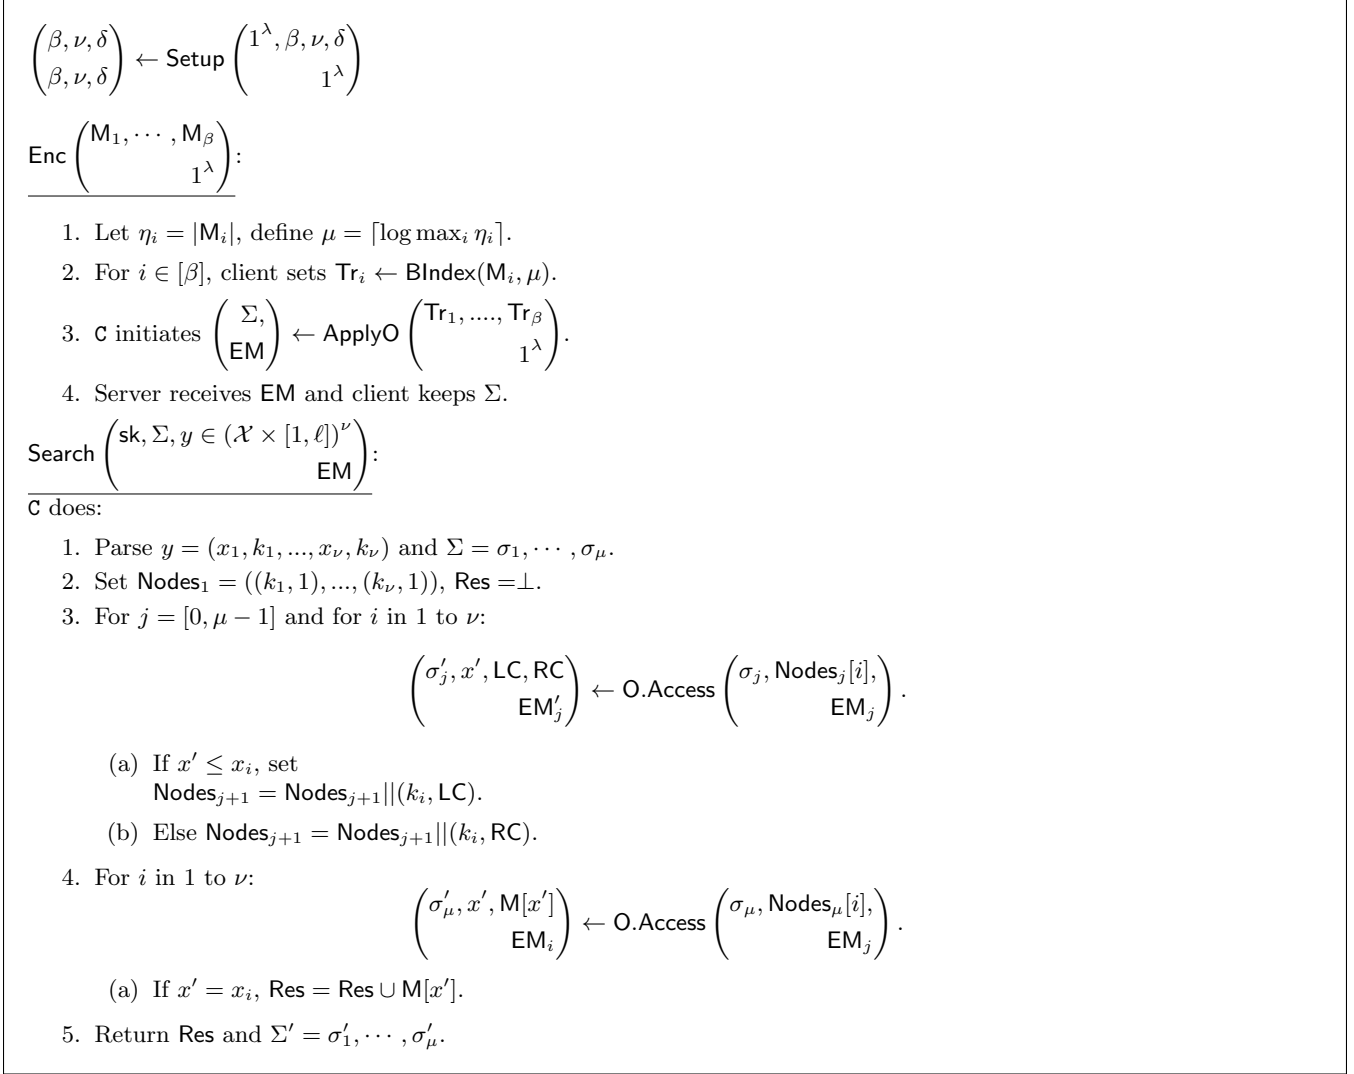 (β, ν, δ / β, ν, δ) ← Setup (1^λ, β, ν, δ / 1^λ)
Enc (M_1, ⋯ , M_β / 1^λ):
1. Let η_i = |M_i|, define μ = ⌈log max_i η_i⌉.
2. For i ∈ [β], client sets Tr_i ← BIndex(M_i, μ).
3. C initiates (Σ, / EM) ← ApplyO (Tr_1, ...., Tr_β / 1^λ).
4. Server receives EM and client keeps Σ.
Search (sk, Σ, y ∈ (𝒳 × [1, ℓ])^ν / EM):
C does:
1. Parse y = (x_1, k_1, ..., x_ν, k_ν) and Σ = σ_1, ⋯ , σ_μ.
2. Set Nodes_1 = ((k_1, 1), ..., (k_ν, 1)), Res =⊥.
3. For j = [0, μ − 1] and for i in 1 to ν:
(σ′_j, x′, LC, RC / EM′_j) ← O.Access (σ_j, Nodes_j[i], / EM_j).
(a) If x′ ≤ x_i, set
Nodes_{j+1} = Nodes_{j+1}||(k_i, LC).
(b) Else Nodes_{j+1} = Nodes_{j+1}||(k_i, RC).
4. For i in 1 to ν:
(σ′_μ, x′, M[x′] / EM_i) ← O.Access (σ_μ, Nodes_μ[i], / EM_j).
(a) If x′ = x_i, Res = Res ∪ M[x′].
5. Return Res and Σ′ = σ′_1, ⋯ , σ′_μ.